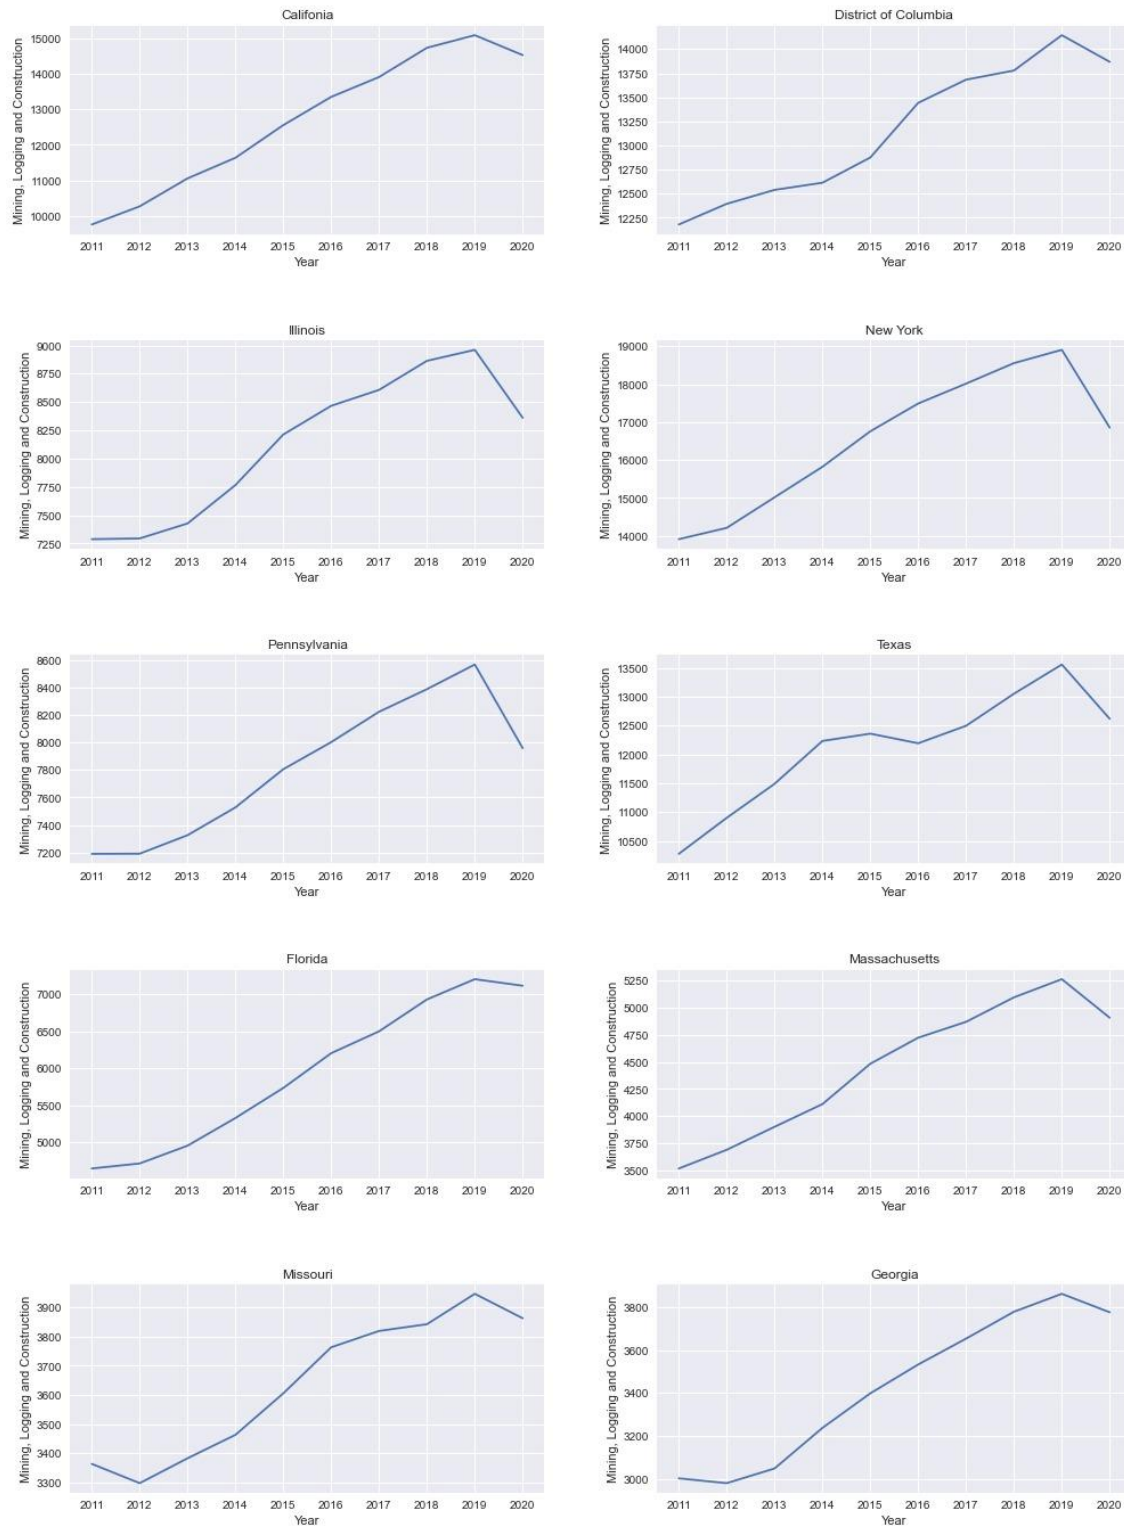 Califonia
Mining, Logging and Construction
15000
14000
13000
12000
11000
10000
2011 2012 2013 2014 2015 2016 2017 2018 2019 2020
Year
District of Columbia
Mining, Logging and Construction
14000
13750
13500
13250
13000
12750
12500
12250
2011 2012 2013 2014 2015 2016 2017 2018 2019 2020
Year
Illinois
Mining, Logging and Construction
9000
8750
8500
8250
8000
7750
7500
7250
2011 2012 2013 2014 2015 2016 2017 2018 2019 2020
Year
New York
Mining, Logging and Construction
19000
18000
17000
16000
15000
14000
2011 2012 2013 2014 2015 2016 2017 2018 2019 2020
Year
Pennsylvania
Mining, Logging and Construction
8600
8400
8200
8000
7800
7600
7400
7200
2011 2012 2013 2014 2015 2016 2017 2018 2019 2020
Year
Texas
Mining, Logging and Construction
13500
13000
12500
12000
11500
11000
10500
2011 2012 2013 2014 2015 2016 2017 2018 2019 2020
Year
Florida
Mining, Logging and Construction
7000
6500
6000
5500
5000
2011 2012 2013 2014 2015 2016 2017 2018 2019 2020
Year
Massachusetts
Mining, Logging and Construction
5250
5000
4750
4500
4250
4000
3750
3500
2011 2012 2013 2014 2015 2016 2017 2018 2019 2020
Year
Missouri
Mining, Logging and Construction
3900
3800
3700
3600
3500
3400
3300
2011 2012 2013 2014 2015 2016 2017 2018 2019 2020
Year
Georgia
Mining, Logging and Construction
3800
3600
3400
3200
3000
2011 2012 2013 2014 2015 2016 2017 2018 2019 2020
Year